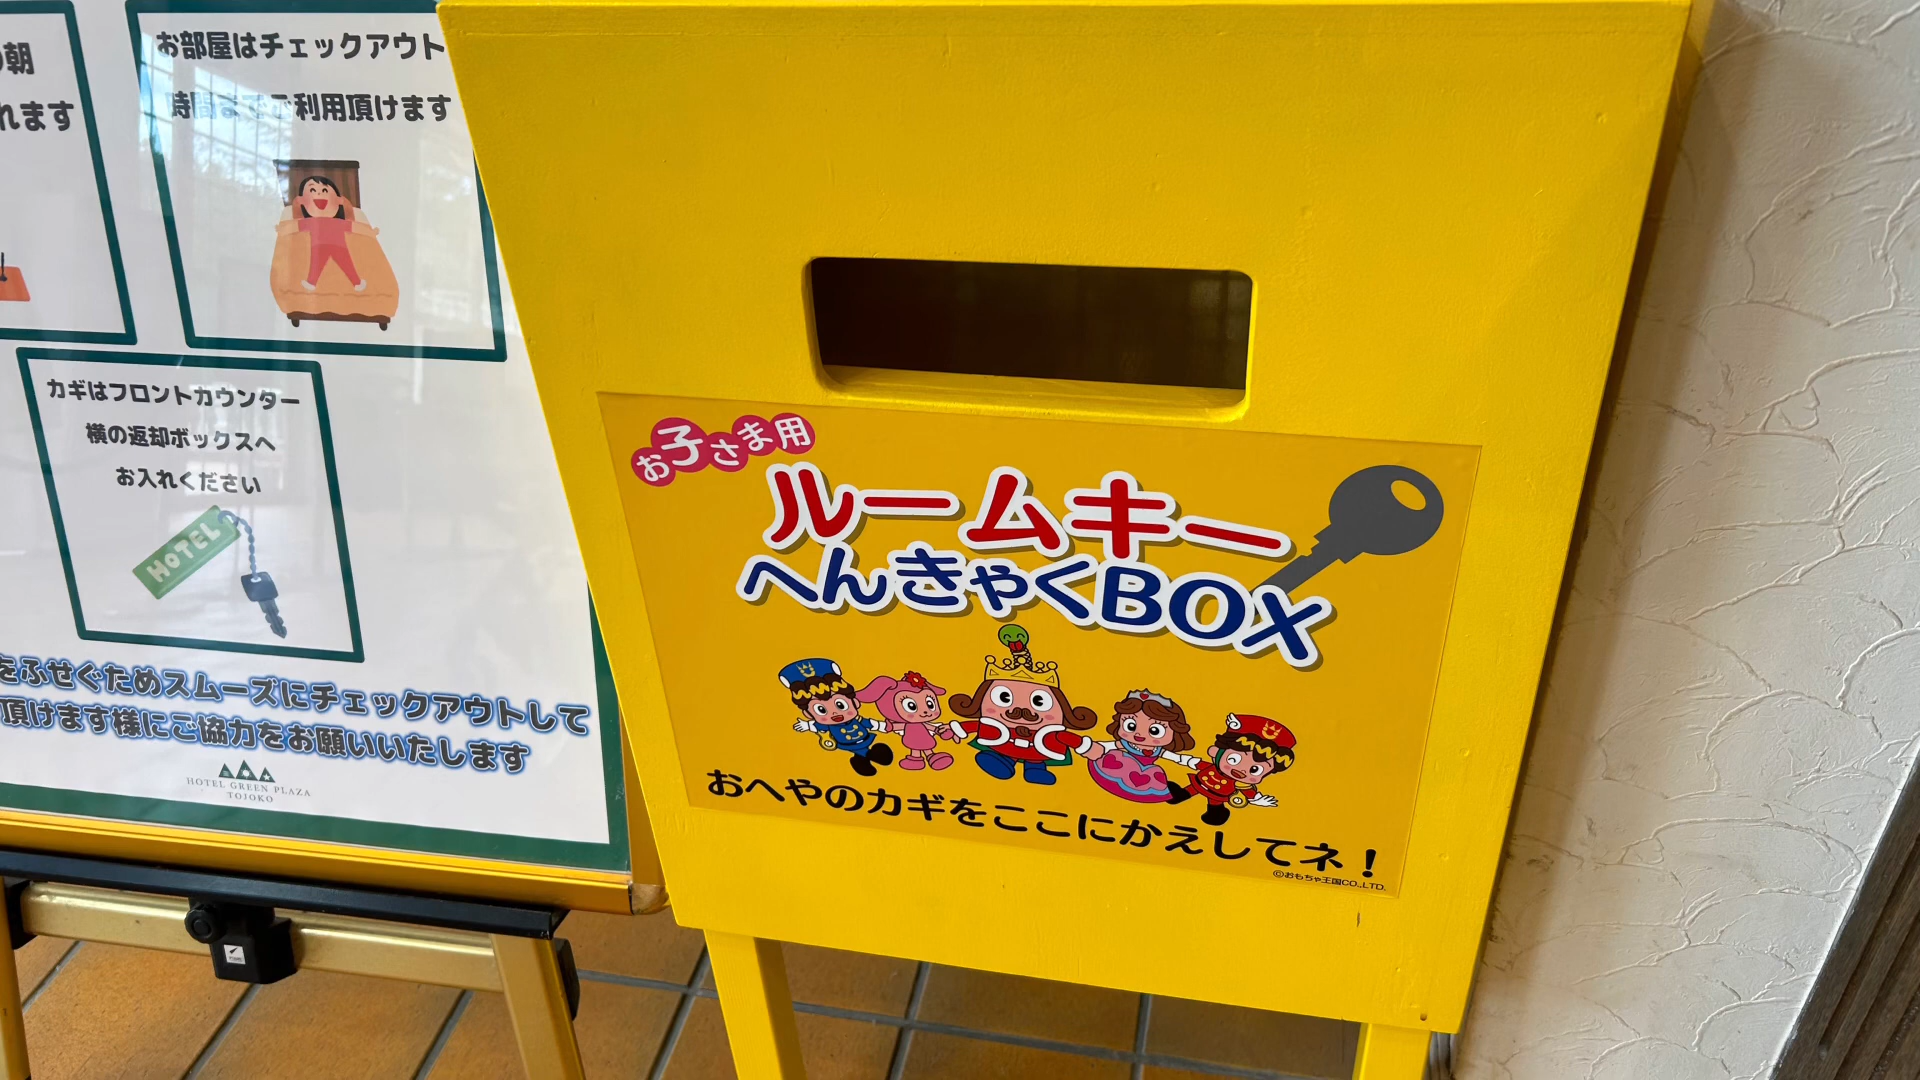 の朝
れます
お部屋はチェックアウト
時間までご利用頂けます
カギはフロントカウンター
横の返却ボックスへ
お入れください
HOTEL
をふせぐためスムーズにチェックアウトして
頂けます様にご協力をお願いいたします
HOTEL GREEN PLAZA
TOJOKO
お子さま用
ルームキー
へんきゃくBOX
おへやのカギをここにかえしてネ!
©おもちゃ王国CO.,LTD.